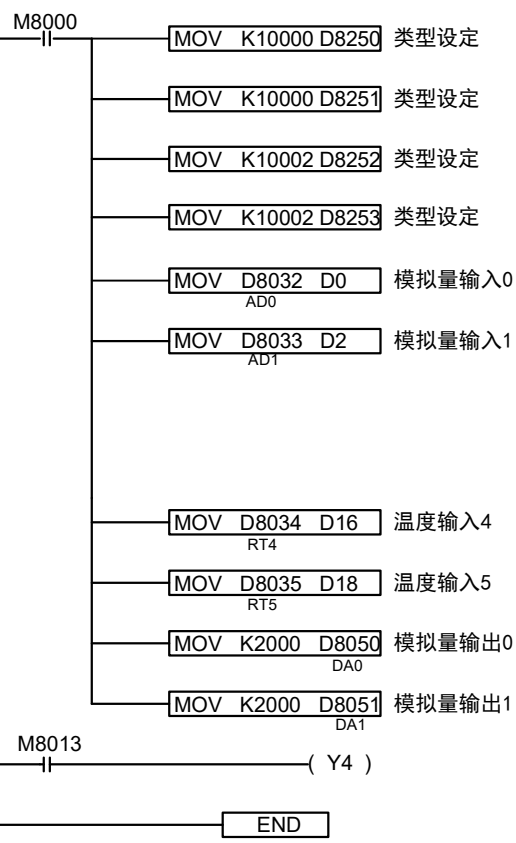 M8000
MOV K10000 D8250 类型设定
MOV K10000 D8251 类型设定
MOV K10002 D8252 类型设定
MOV K10002 D8253 类型设定
MOV D8032 D0 模拟量输入0
AD0
MOV D8033 D2 模拟量输入1
AD1
MOV D8034 D16 温度输入4
RT4
MOV D8035 D18 温度输入5
RT5
MOV K2000 D8050 模拟量输出0
DA0
MOV K2000 D8051 模拟量输出1
DA1
M8013
( Y4 )
END